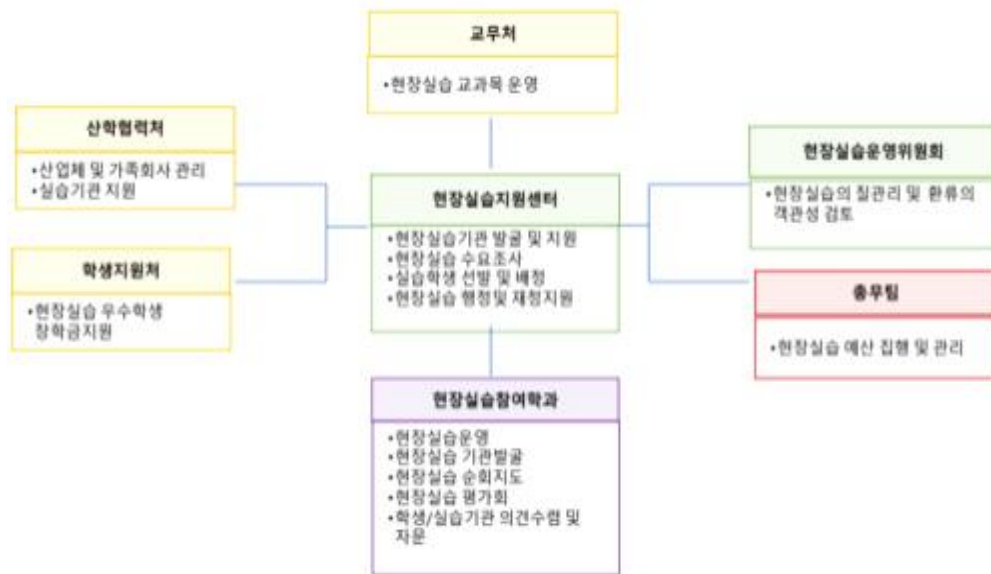 교무처
•현장실습 교과목 운영
산학협력처
•산업체 및 가족회사 관리
•실습기관 지원
학생지원처
•현장실습 우수학생
장학금지원
현장실습지원센터
•현장실습기관 발굴 및 지원
•현장실습 수요조사
•실습학생 선발 및 배정
•현장실습 행정및 재정지원
현장실습운영위원회
•현장실습의 질관리 및 환류의
객관성 검토
총무팀
•현장실습 예산 집행 및 관리
현장실습참여학과
•현장실습운영
•현장실습 기관발굴
•현장실습 순회지도
•현장실습 평가회
•학생/실습기관 의견수렴 및
자문